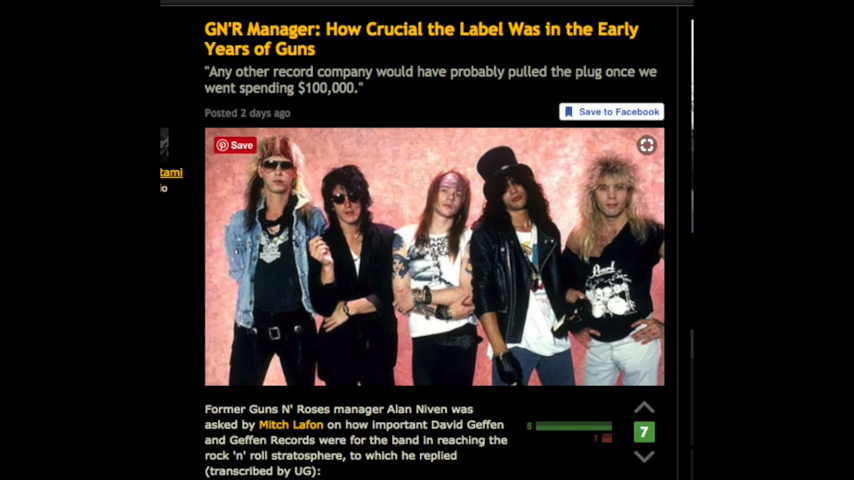 GN'R Manager: How Crucial the Label Was in the Early
Years of Guns
"Any other record company would have probably pulled the plug once we
went spending $100,000."
Posted 2 days ago
Save to Facebook
Save
tami
io
Pearl
Former Guns N' Roses manager Alan Niven was
asked by Mitch Lafon on how important David Geffen
and Geffen Records were for the band in reaching the
rock 'n' roll stratosphere, to which he replied
(transcribed by UG):
8
1
7